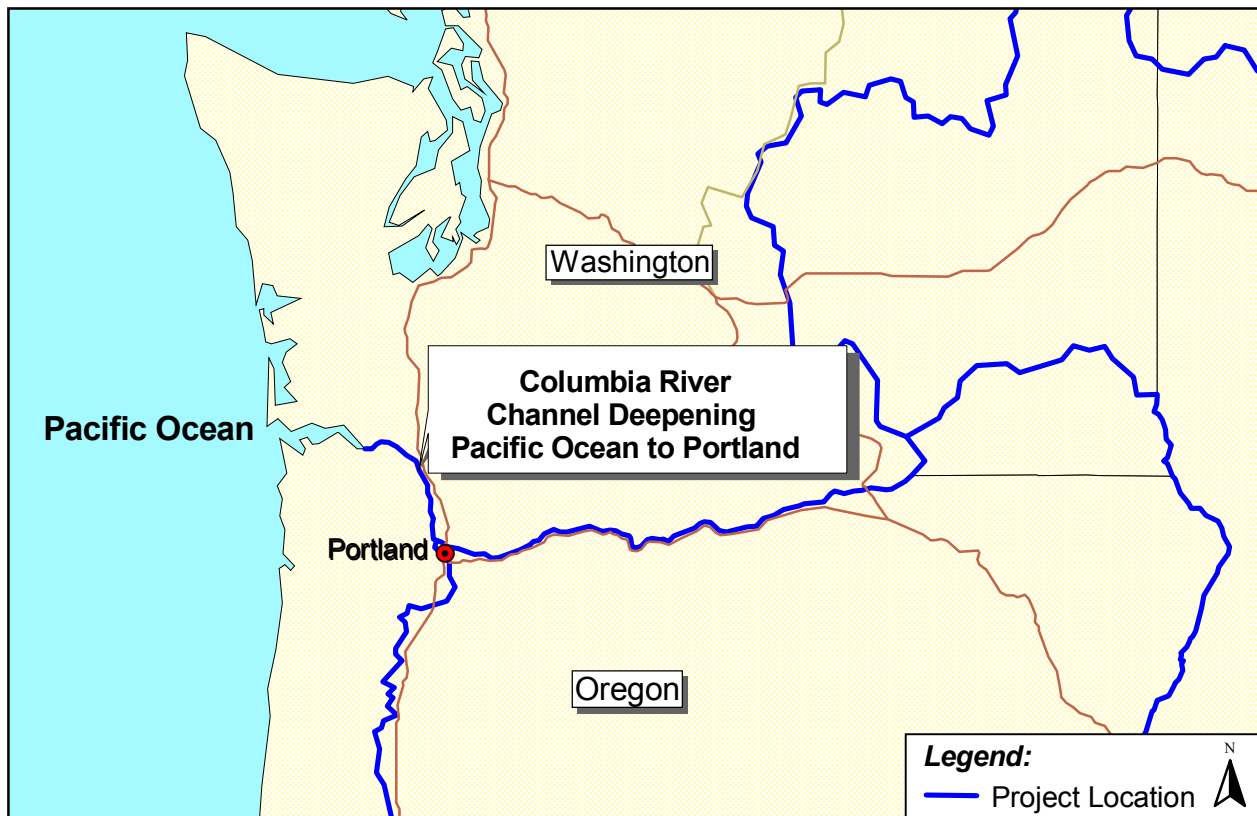 Washington
Columbia River
Channel Deepening
Pacific Ocean to Portland
Pacific Ocean
Portland
Oregon
Legend:
N
Project Location